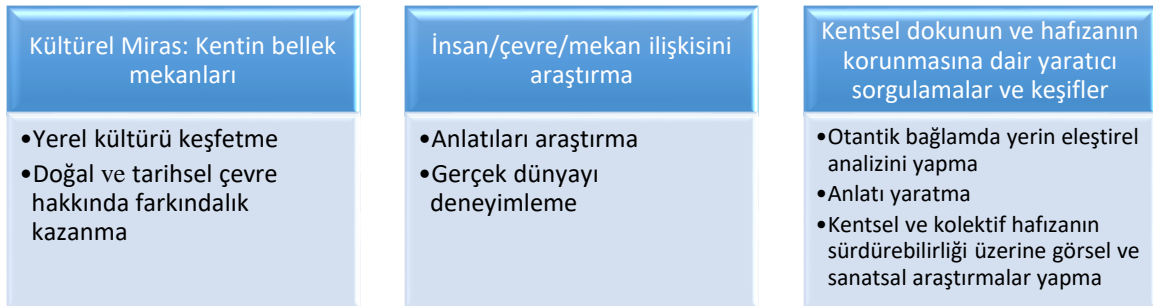 Kültürel Miras: Kentin bellek
mekanları
•Yerel kültürü keşfetme
•Doğal ve tarihsel çevre
hakkında farkındalık
kazanma
İnsan/çevre/mekan ilişkisini
araştırma
•Anlatıları araştırma
•Gerçek dünyayı
deneyimleme
Kentsel dokunun ve hafızanın
korunmasına dair yaratıcı
sorgulamalar ve keşifler
•Otantik bağlamda yerin eleştirel
analizini yapma
•Anlatı yaratma
•Kentsel ve kolektif hafızanın
sürdürebilirliği üzerine görsel ve
sanatsal araştırmalar yapma